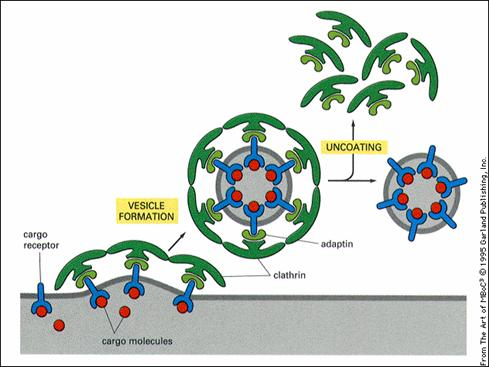 UNCOATING
VESICLE
FORMATION
cargo
receptor
adaptin
clathrin
cargo molecules
From The Art of MBoC³ © 1995 Garland Publishing, Inc.